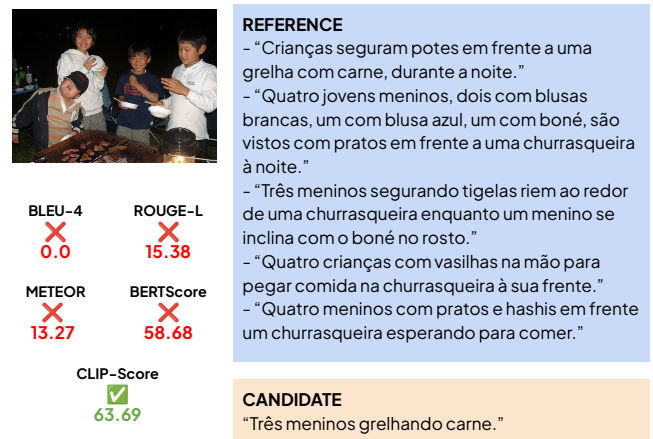 BLEU-4
ROUGE-L
0.0
15.38
METEOR
BERTScore
13.27
58.68
CLIP-Score
63.69
REFERENCE
- “Crianças seguram potes em frente a uma
grelha com carne, durante a noite.”
- “Quatro jovens meninos, dois com blusas
brancas, um com blusa azul, um com boné, são
vistos com pratos em frente a uma churrasqueira
à noite.”
- “Três meninos segurando tigelas riem ao redor
de uma churrasqueira enquanto um menino se
inclina com o boné no rosto.”
- “Quatro crianças com vasilhas na mão para
pegar comida na churrasqueira à sua frente.”
- “Quatro meninos com pratos e hashis em frente
um churrasqueira esperando para comer.”
CANDIDATE
“Três meninos grelhando carne.”